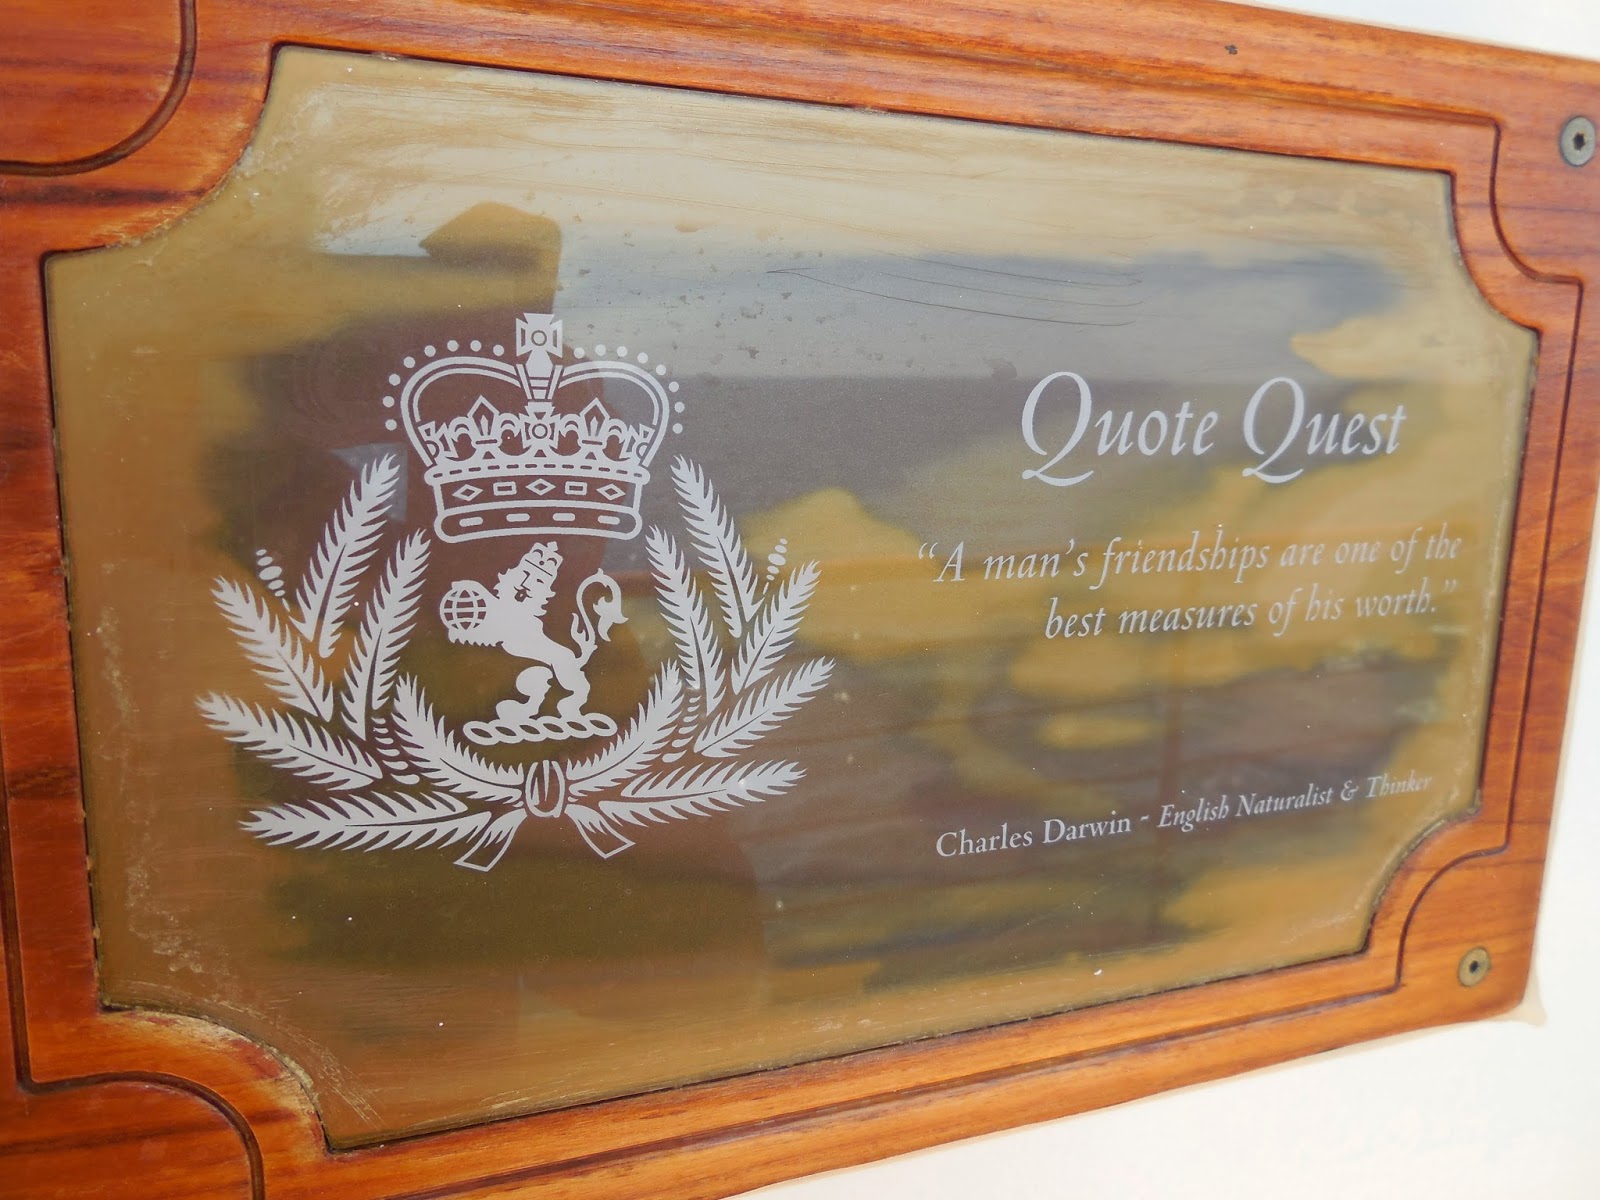 Quote Quest
“A man’s friendships are one of the
best measures of his worth.”
Charles Darwin - English Naturalist & Thinker